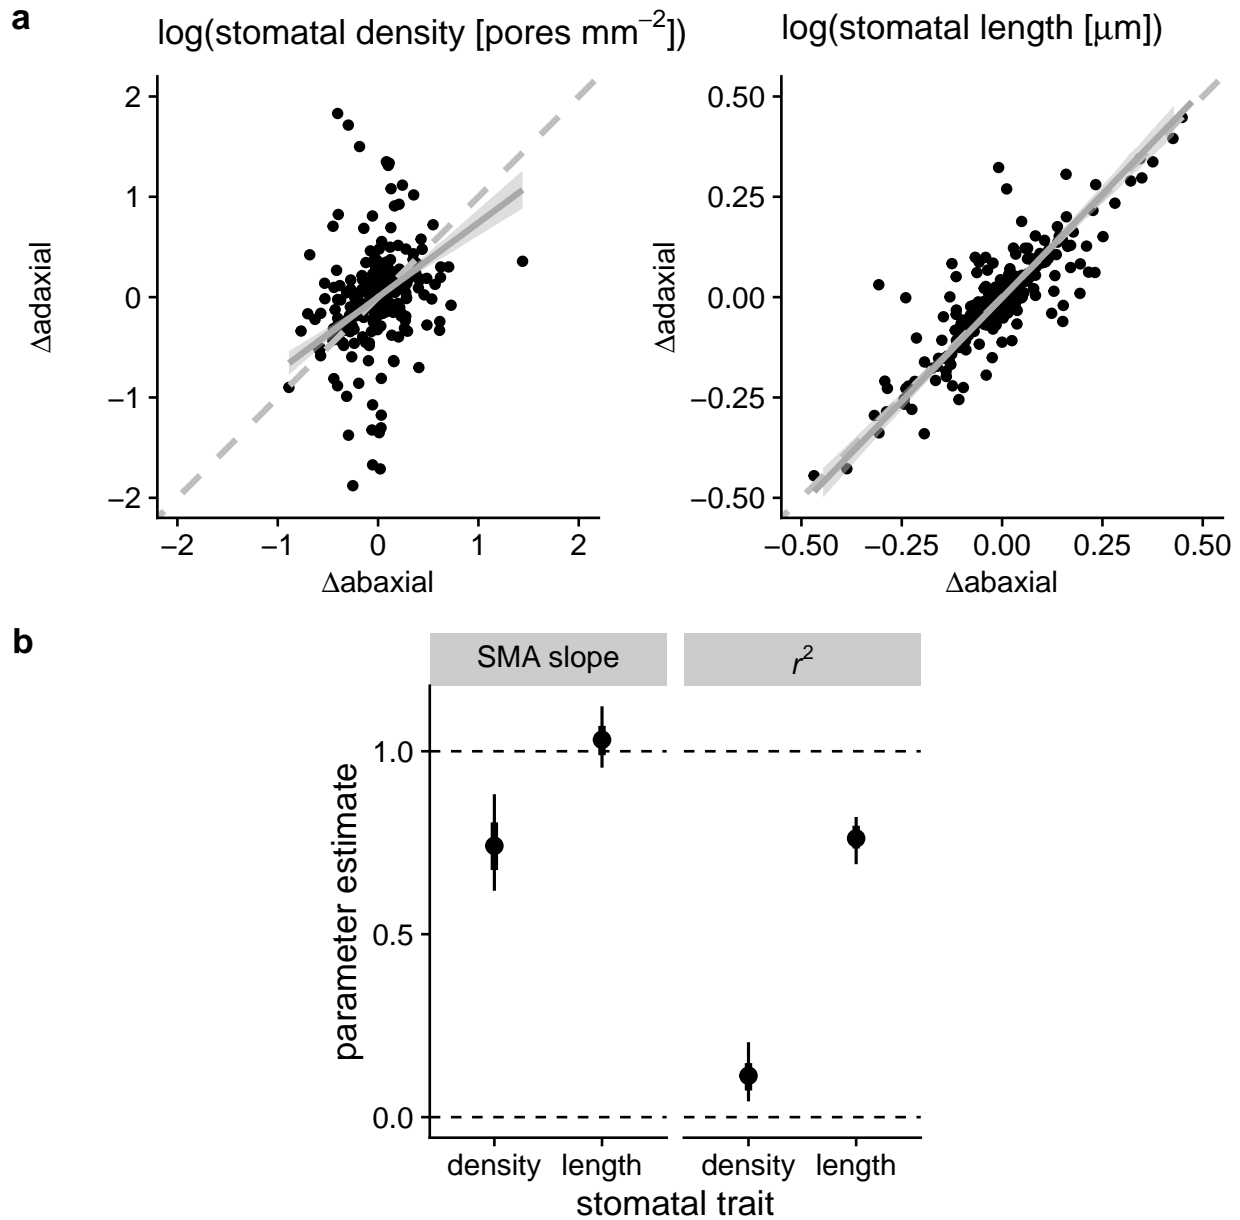 a
log(stomatal density [pores mm⁻²])
log(stomatal length [μm])
2
1
0
−1
−2
Δadaxial
−2 −1 0 1 2
Δabaxial
0.50
0.25
0.00
−0.25
−0.50
Δadaxial
−0.50 −0.25 0.00 0.25 0.50
Δabaxial
b
SMA slope
r²
1.0
0.5
0.0
parameter estimate
density length density length
stomatal trait